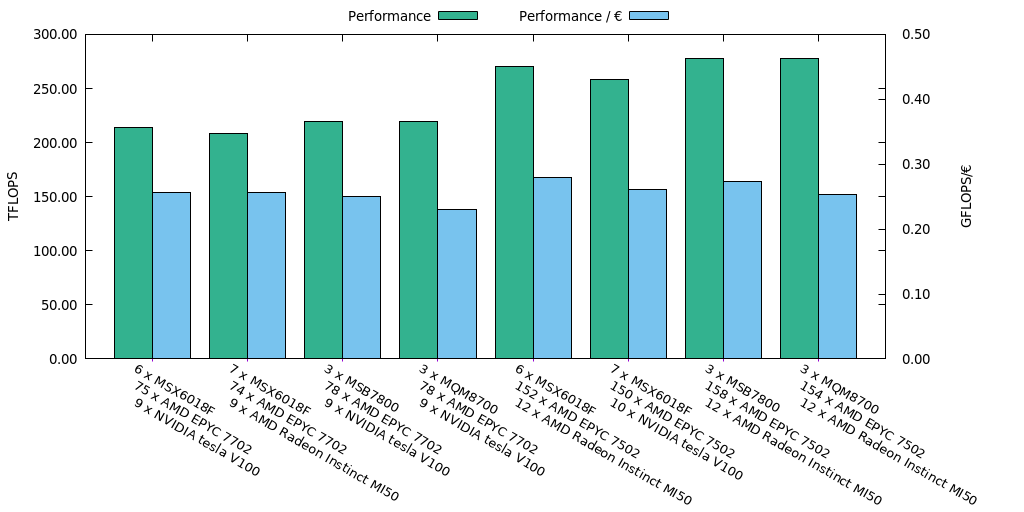 Performance
Performance / €
300.00
250.00
200.00
150.00
100.00
50.00
0.00
TFLOPS
0.50
0.40
0.30
0.20
0.10
0.00
GFLOPS/€
6 x MSX6018F
75 x AMD EPYC 7702
9 x NVIDIA tesla V100
7 x MSX6018F
74 x AMD EPYC 7702
9 x AMD Radeon Instinct MI50
3 x MSB7800
78 x AMD EPYC 7702
9 x NVIDIA tesla V100
3 x MQM8700
78 x AMD EPYC 7702
9 x NVIDIA tesla V100
6 x MSX6018F
152 x AMD EPYC 7502
12 x AMD Radeon Instinct MI50
7 x MSX6018F
150 x AMD EPYC 7502
10 x NVIDIA tesla V100
3 x MSB7800
158 x AMD EPYC 7502
12 x AMD Radeon Instinct MI50
3 x MQM8700
154 x AMD EPYC 7502
12 x AMD Radeon Instinct MI50